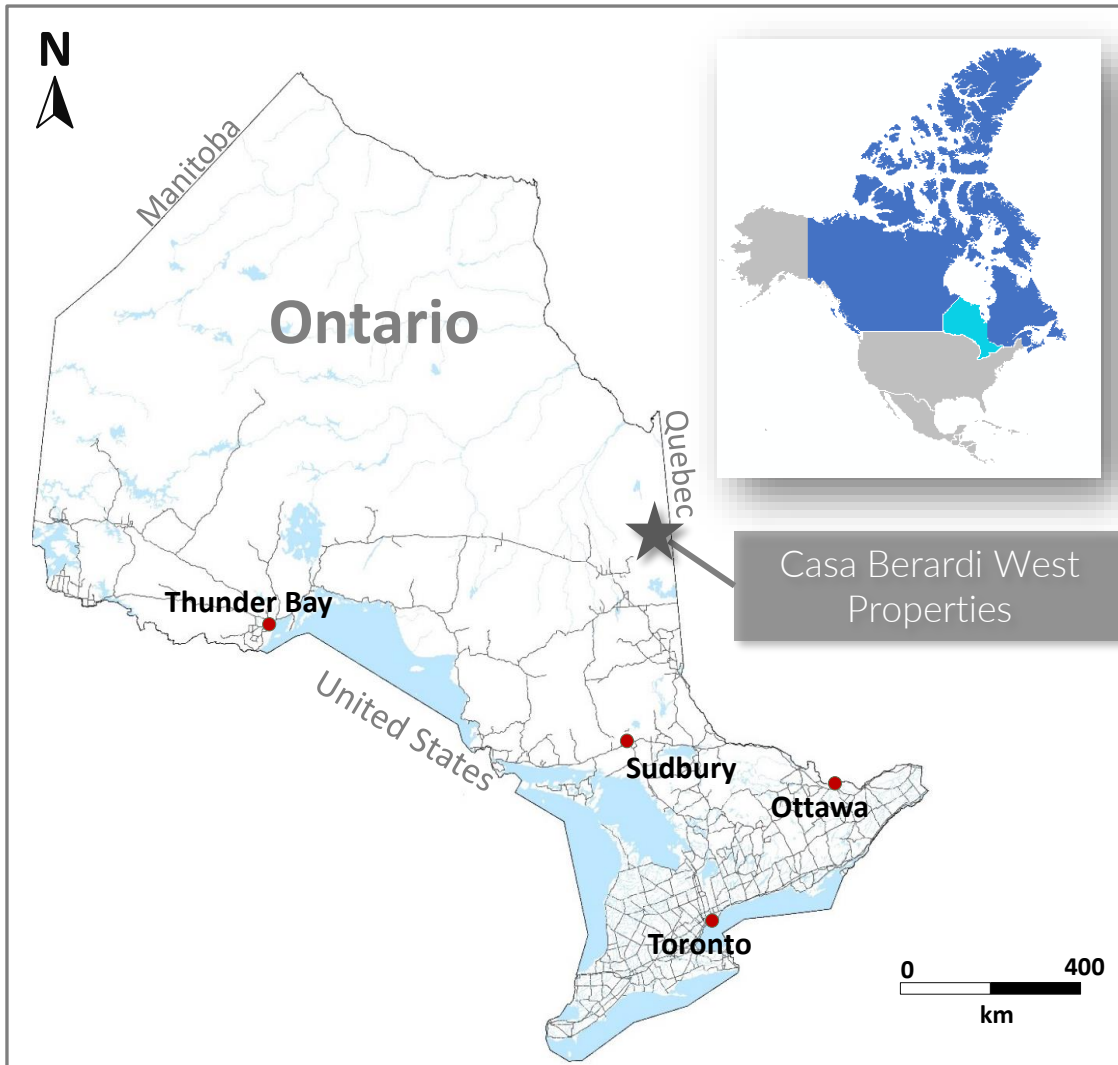 N
Manitoba
Ontario
Quebec
Casa Berardi West
Properties
Thunder Bay
United States
Sudbury
Ottawa
Toronto
0 400
km